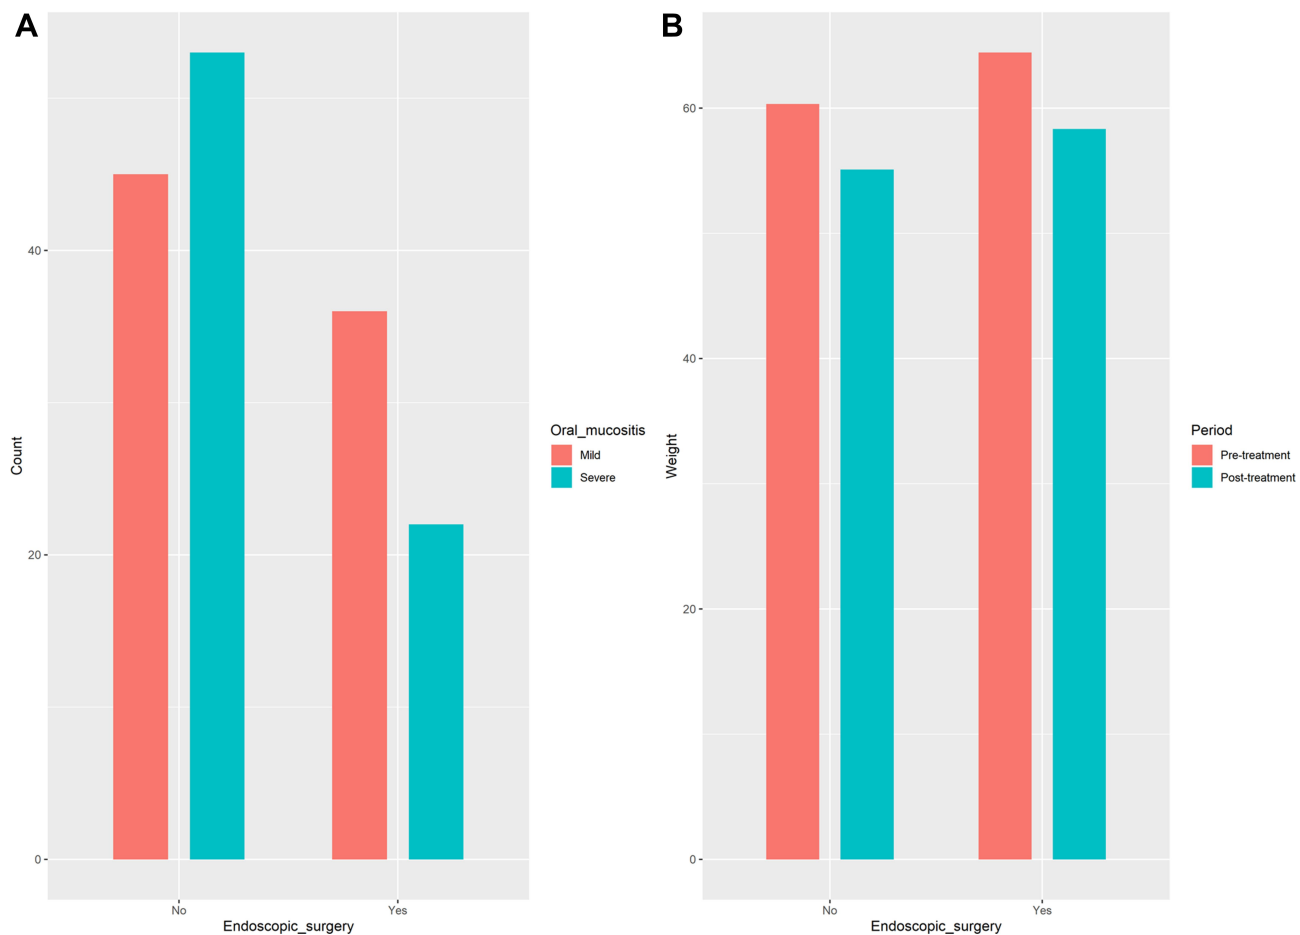 A
Count
40
20
0
No
Yes
Endoscopic_surgery
Oral_mucositis
Mild
Severe
B
Weight
60
40
20
0
No
Yes
Endoscopic_surgery
Period
Pre-treatment
Post-treatment